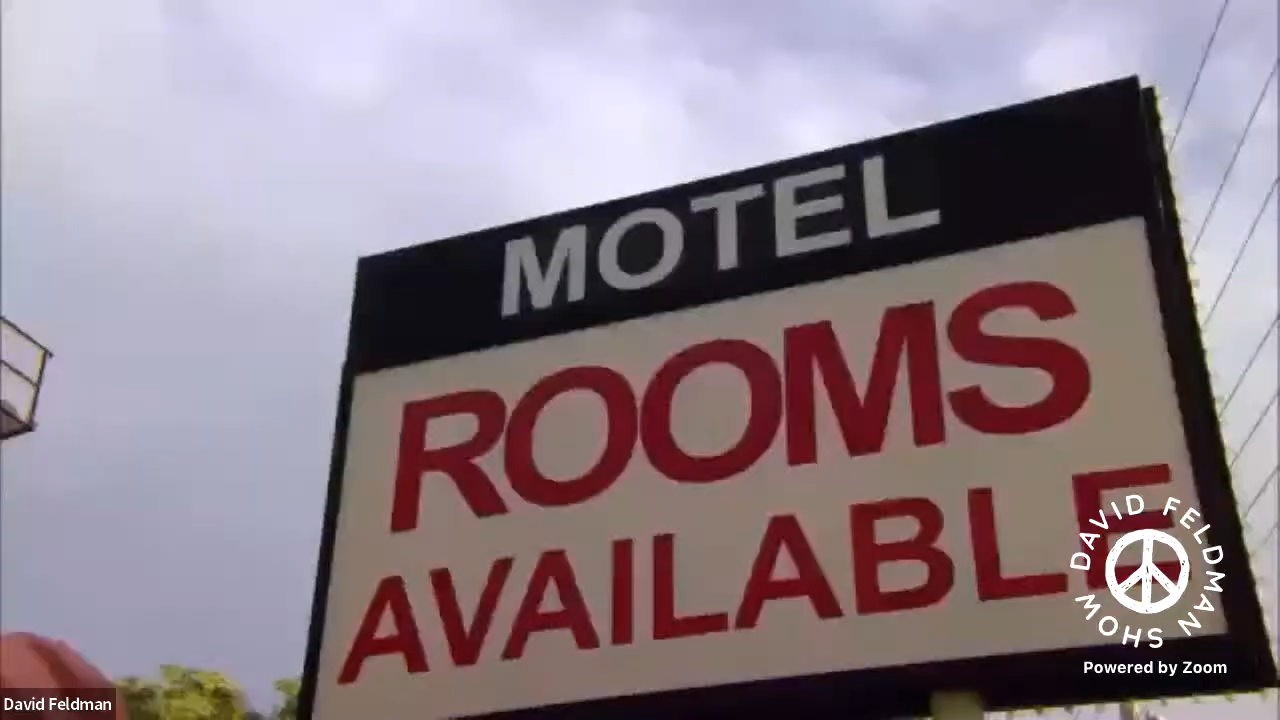 MOTEL
ROOMS
AVAILABLE
DAVID FELDMAN SHOW
Powered by Zoom
David Feldman